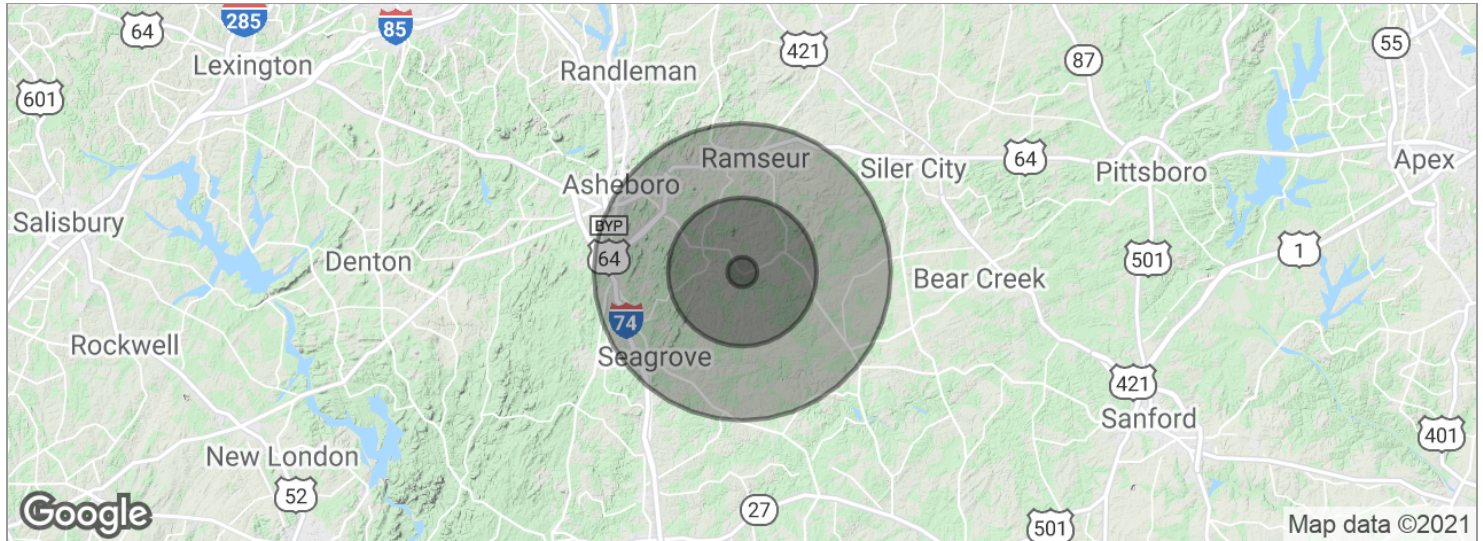 64
285
85
421
55
Lexington
Randleman
87
601
Ramseur
Siler City
64
Pittsboro
Apex
Asheboro
Salisbury
BYP
64
Denton
501
1
Bear Creek
74
Rockwell
Seagrove
421
Sanford
401
New London
52
27
501
Google
Map data ©2021